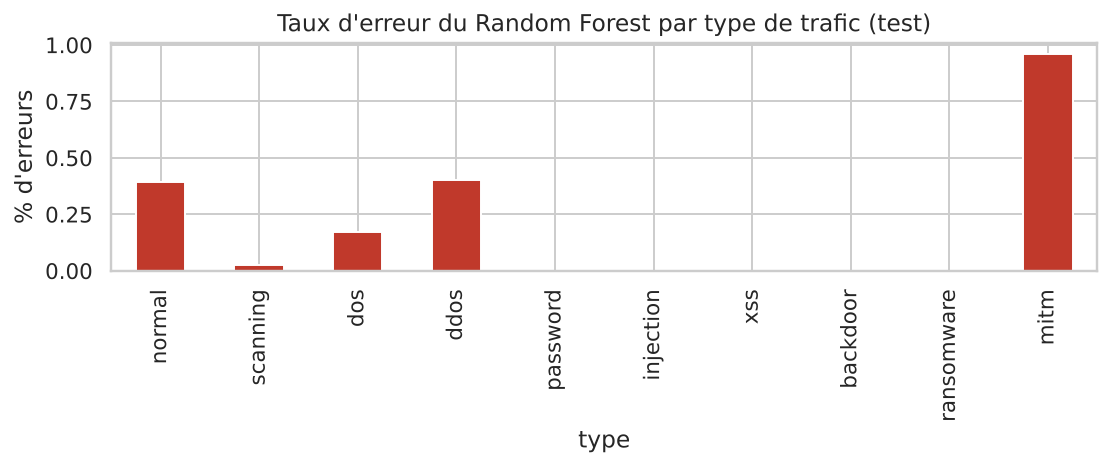 Taux d'erreur du Random Forest par type de trafic (test)
% d'erreurs
1.00
0.75
0.50
0.25
0.00
normal
scanning
dos
ddos
password
injection
xss
backdoor
ransomware
mitm
type